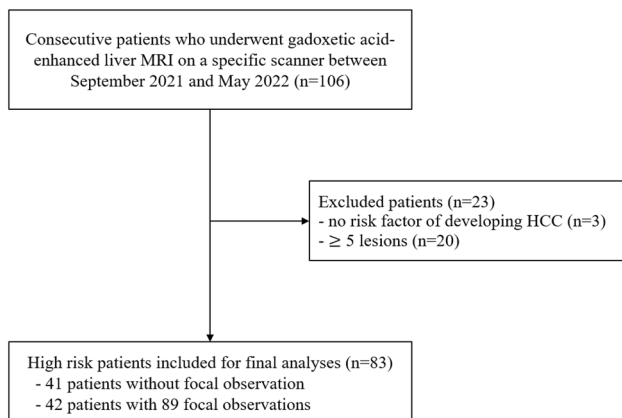 Consecutive patients who underwent gadoxetic acid-
enhanced liver MRI on a specific scanner between
September 2021 and May 2022 (n=106)
Excluded patients (n=23)
- no risk factor of developing HCC (n=3)
- ≥ 5 lesions (n=20)
High risk patients included for final analyses (n=83)
- 41 patients without focal observation
- 42 patients with 89 focal observations